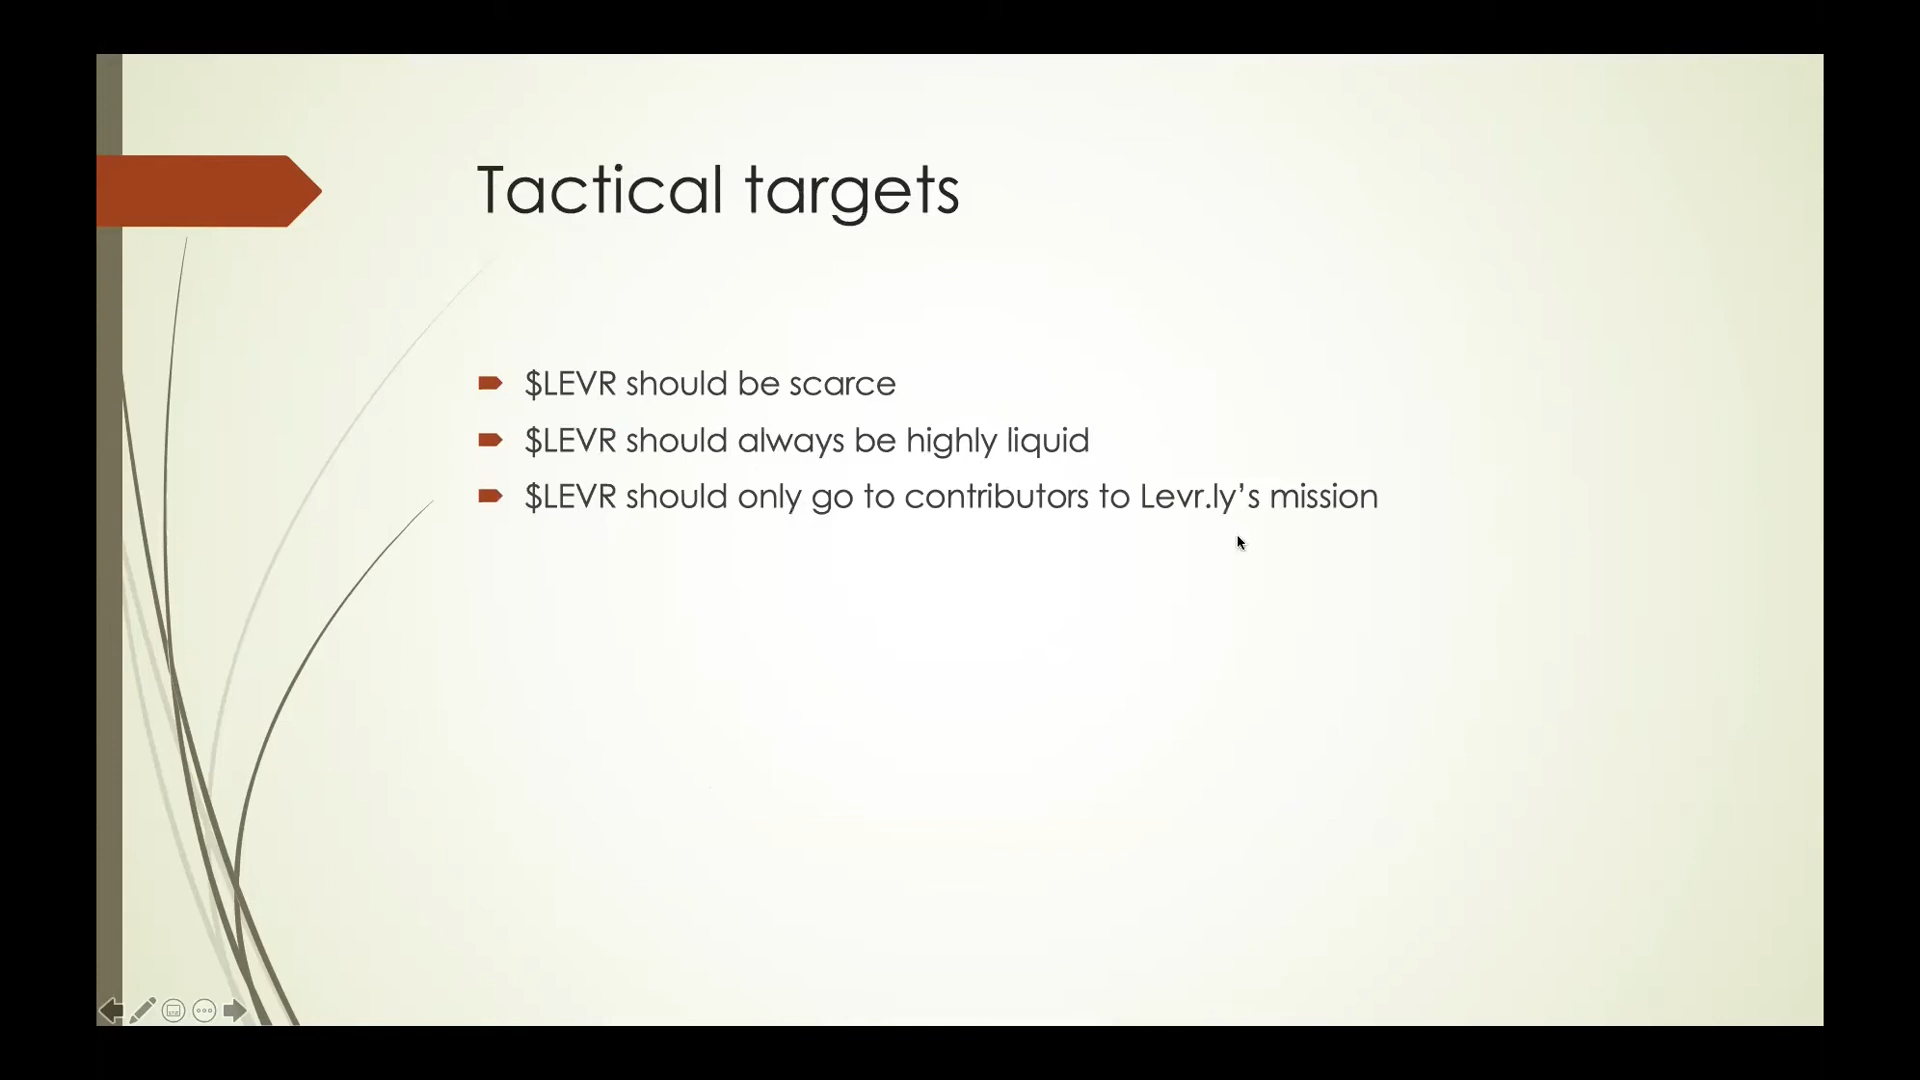 Tactical targets
$LEVR should be scarce
$LEVR should always be highly liquid
$LEVR should only go to contributors to Levr.ly’s mission